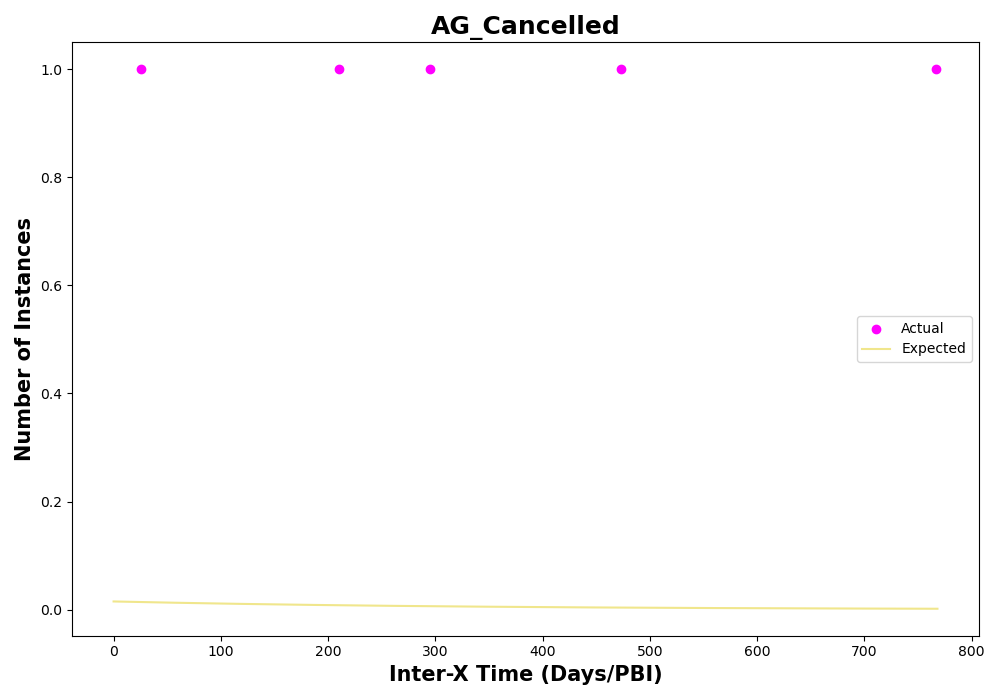 AG_Cancelled
Number of Instances
1.0
0.8
0.6
0.4
0.2
0.0
Actual
Expected
0 100 200 300 400 500 600 700 800
Inter-X Time (Days/PBI)